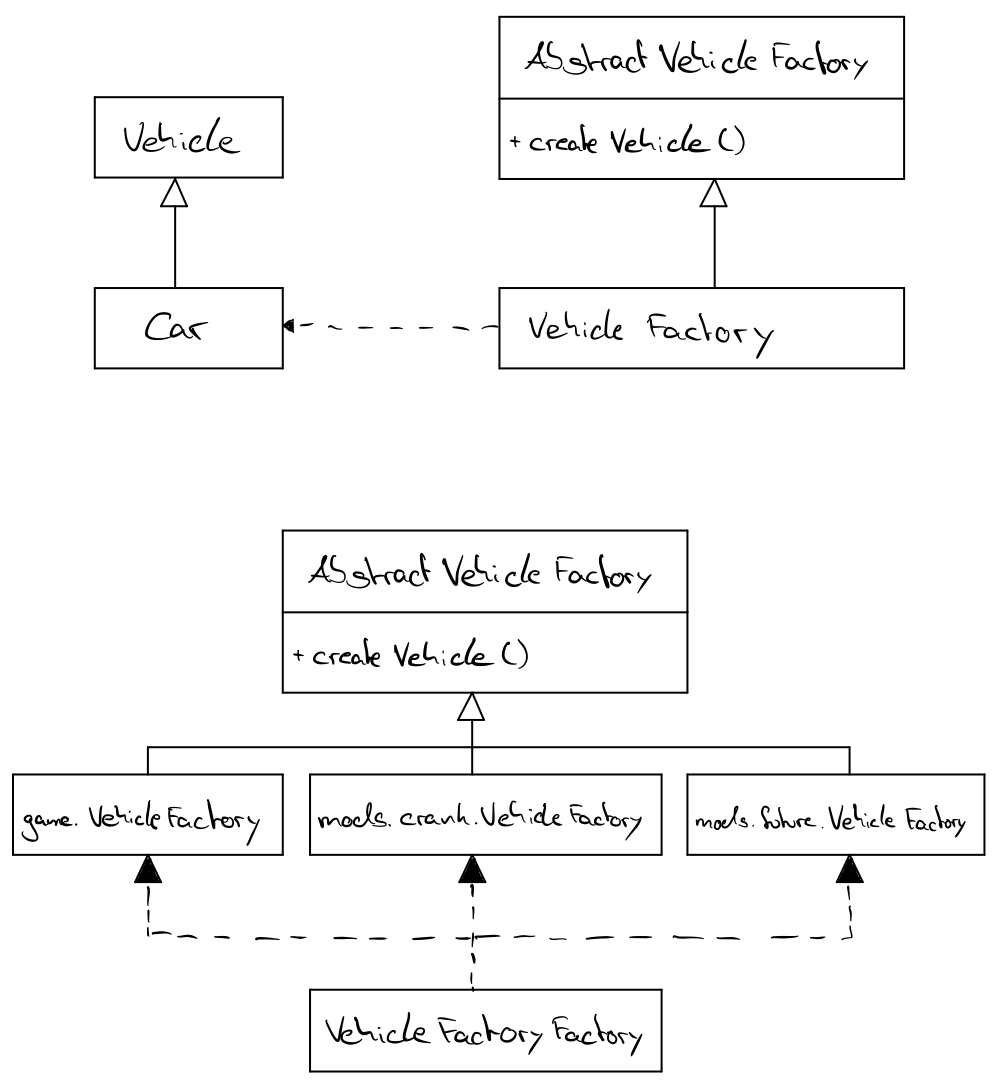 Abstract Vehicle Factory
Vehicle
+ create Vehicle ()
Car
Vehicle Factory
Abstract Vehicle Factory
+ create Vehicle ()
game. Vehicle Factory
mods. crank. Vehicle Factory
mods. future. Vehicle Factory
Vehicle Factory Factory